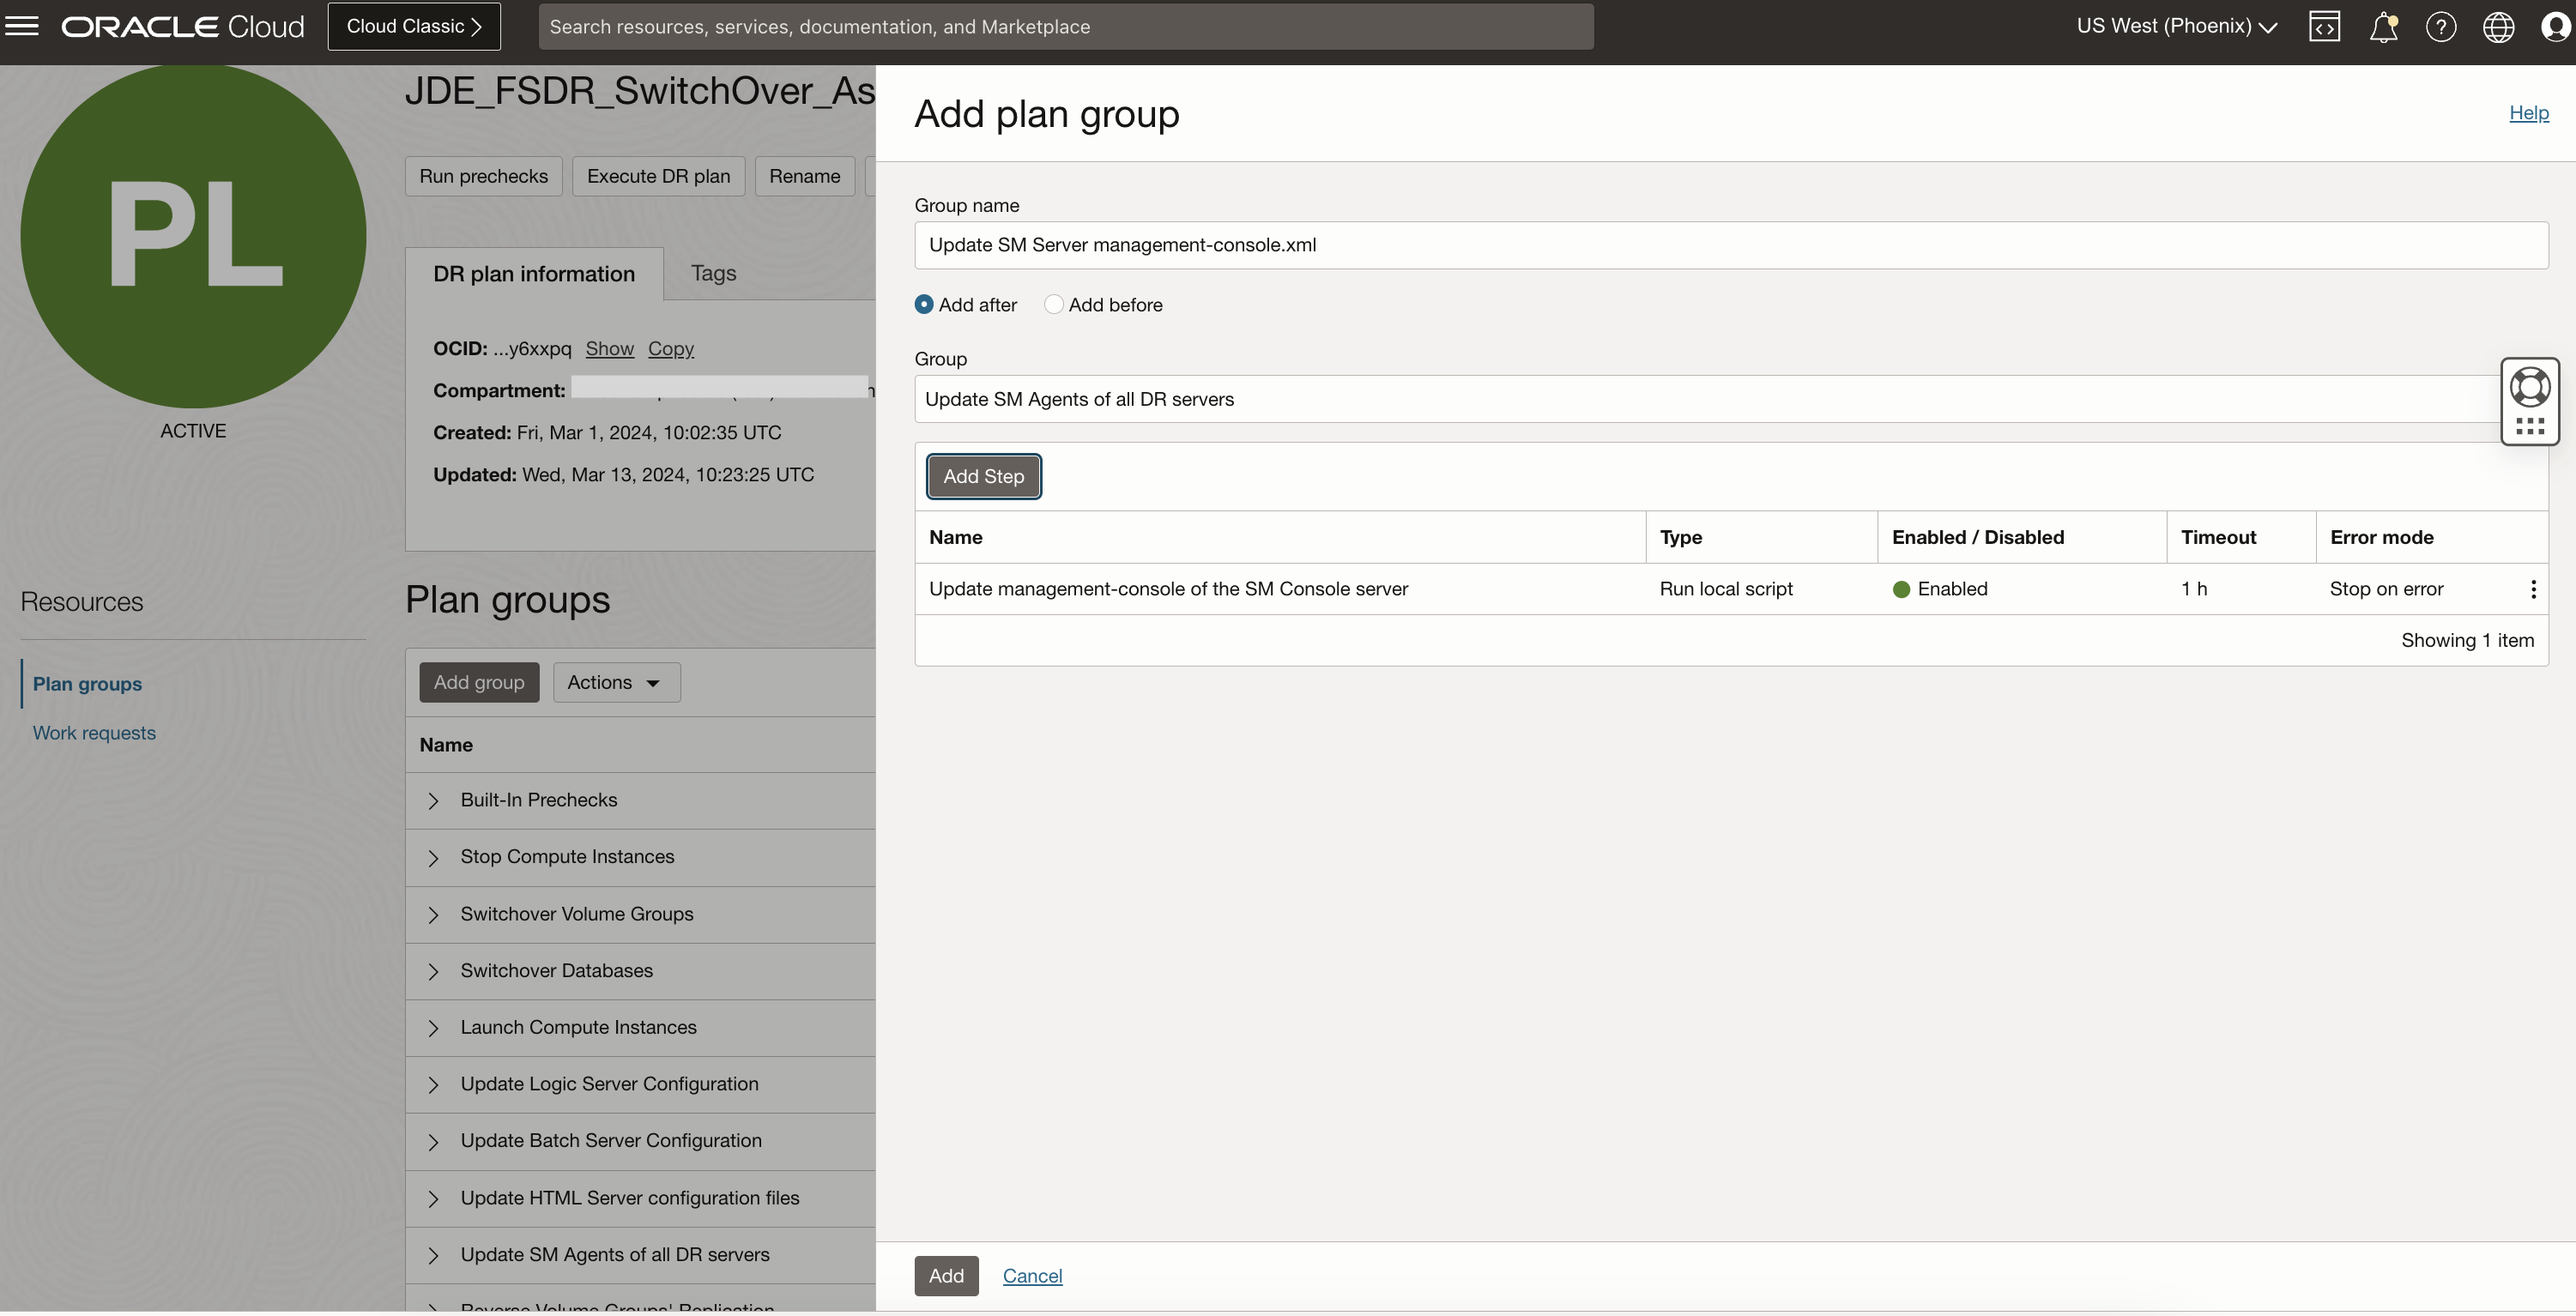 ORACLE Cloud
Cloud Classic
Search resources, services, documentation, and Marketplace
US West (Phoenix)
PL
ACTIVE
JDE_FSDR_SwitchOver_As
Run prechecks
Execute DR plan
Rename
DR plan information
Tags
OCID: ...y6xxpq Show Copy
Compartment:
Created: Fri, Mar 1, 2024, 10:02:35 UTC
Updated: Wed, Mar 13, 2024, 10:23:25 UTC
Resources
Plan groups
Work requests
Plan groups
Add group
Actions
Name
Built-In Prechecks
Stop Compute Instances
Switchover Volume Groups
Switchover Databases
Launch Compute Instances
Update Logic Server Configuration
Update Batch Server Configuration
Update HTML Server configuration files
Update SM Agents of all DR servers
Reverse Volume Groups' Replication
Add plan group
Help
Group name
Update SM Server management-console.xml
Add after
Add before
Group
Update SM Agents of all DR servers
Add Step
Name Type Enabled / Disabled Timeout Error mode
Update management-console of the SM Console server Run local script Enabled 1 h Stop on error
Showing 1 item
Add
Cancel